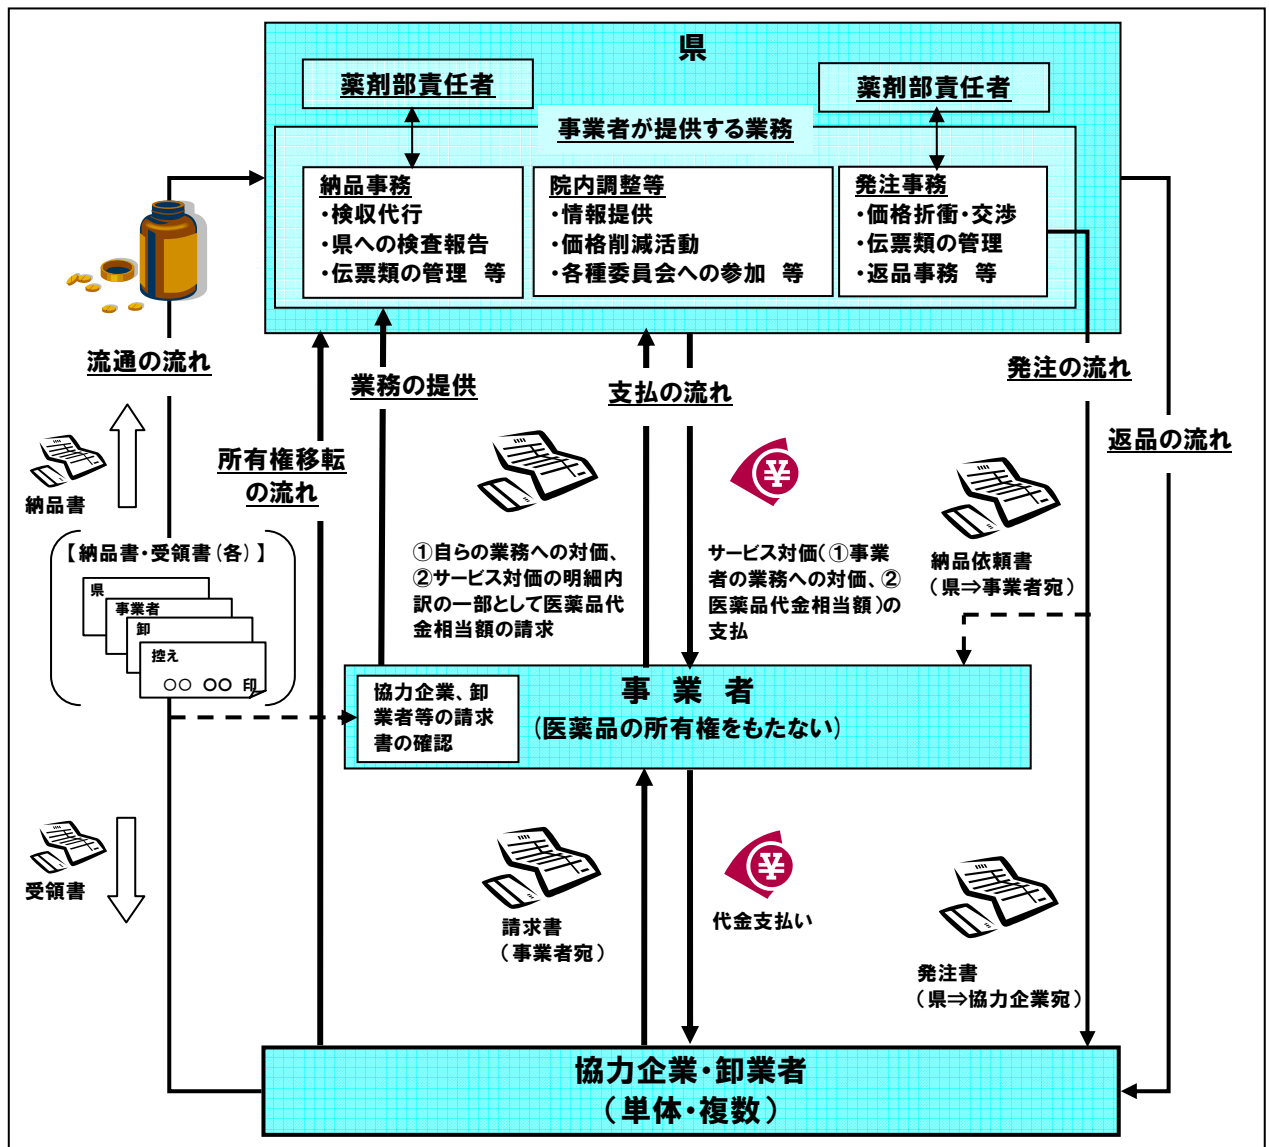 県
薬剤部責任者
薬剤部責任者
事業者が提供する業務
納品事務
・検収代行
・県への検査報告
・伝票類の管理 等
院内調整等
・情報提供
・価格削減活動
・各種委員会への参加 等
発注事務
・価格折衝・交渉
・伝票類の管理
・返品事務 等
流通の流れ
業務の提供
支払の流れ
発注の流れ
返品の流れ
所有権移転
の流れ
納品書
【納品書・受領書(各)】
県
事業者
卸
控え
○○ ○○ 印
①自らの業務への対価、
②サービス対価の明細内
訳の一部として医薬品代
金相当額の請求
サービス対価(①事業
者の業務への対価、②
医薬品代金相当額)の
支払
納品依頼書
(県⇒事業者宛)
協力企業、卸
業者等の請求
書の確認
事 業 者
(医薬品の所有権をもたない)
受領書
請求書
(事業者宛)
代金支払い
発注書
(県⇒協力企業宛)
協力企業・卸業者
(単体・複数)